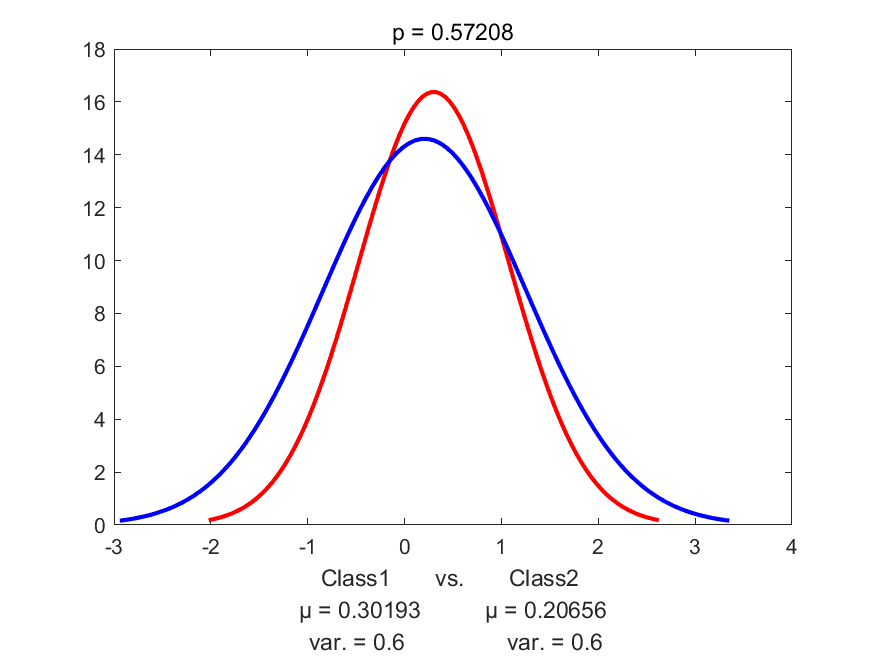 p = 0.57208
18
16
14
12
10
8
6
4
2
0
-3 -2 -1 0 1 2 3 4
Class1 vs. Class2
μ = 0.30193 μ = 0.20656
var. = 0.6 var. = 0.6